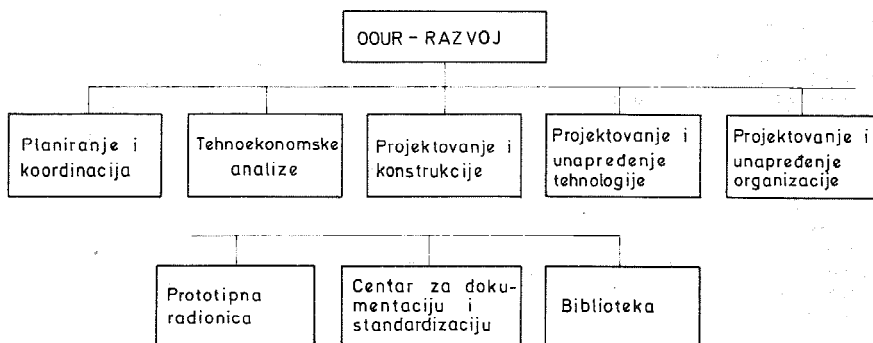 OOUR - RAZVOJ
Planiranje i
koordinacija
Tehnoekonomske
analize
Projektovanje i
konstrukcije
Projektovanje i
unapređenje
tehnologije
Projektovanje i
unapređenje
organizacije
Prototipna
radionica
Centar za doku-
mentaciju i
standardizaciju
Biblioteka